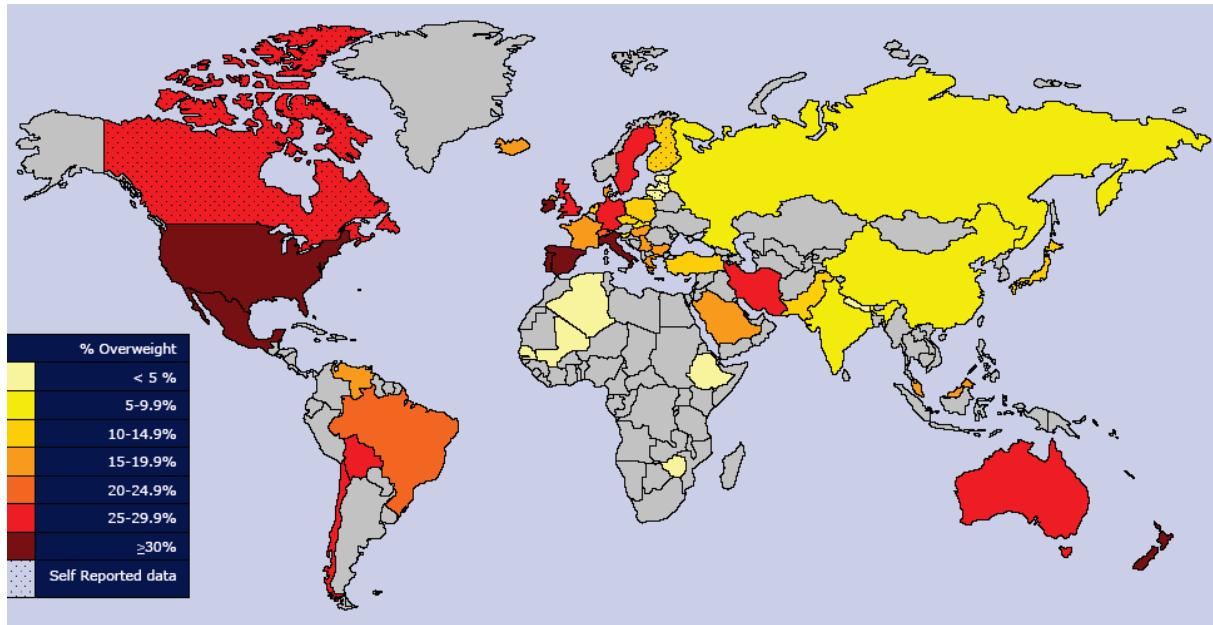 % Overweight
< 5 %
5-9.9%
10-14.9%
15-19.9%
20-24.9%
25-29.9%
≥30%
Self Reported data